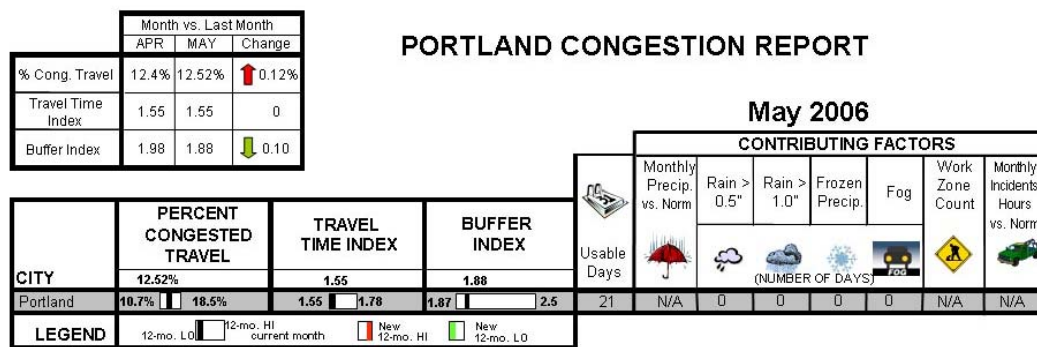 Month vs. Last Month
APR MAY Change
% Cong. Travel 12.4% 12.52% 0.12%
Travel Time
Index 1.55 1.55 0
Buffer Index 1.98 1.88 0.10
PORTLAND CONGESTION REPORT
May 2006
CONTRIBUTING FACTORS
Usable
Days
Monthly
Precip.
vs. Norm
Rain >
0.5"
Rain >
1.0"
Frozen
Precip.
Fog
Work
Zone
Count
Monthly
Incidents
Hours
vs. Norm
FOG
(NUMBER OF DAYS)
CITY
PERCENT
CONGESTED
TRAVEL
12.52%
TRAVEL
TIME INDEX
1.55
BUFFER
INDEX
1.88
Portland 10.7% 18.5% 1.55 1.78 1.87 2.5 21 N/A 0 0 0 0 N/A N/A
LEGEND
12-mo. LO
12-mo. HI
current month
New
12-mo. HI
New
12-mo. LO